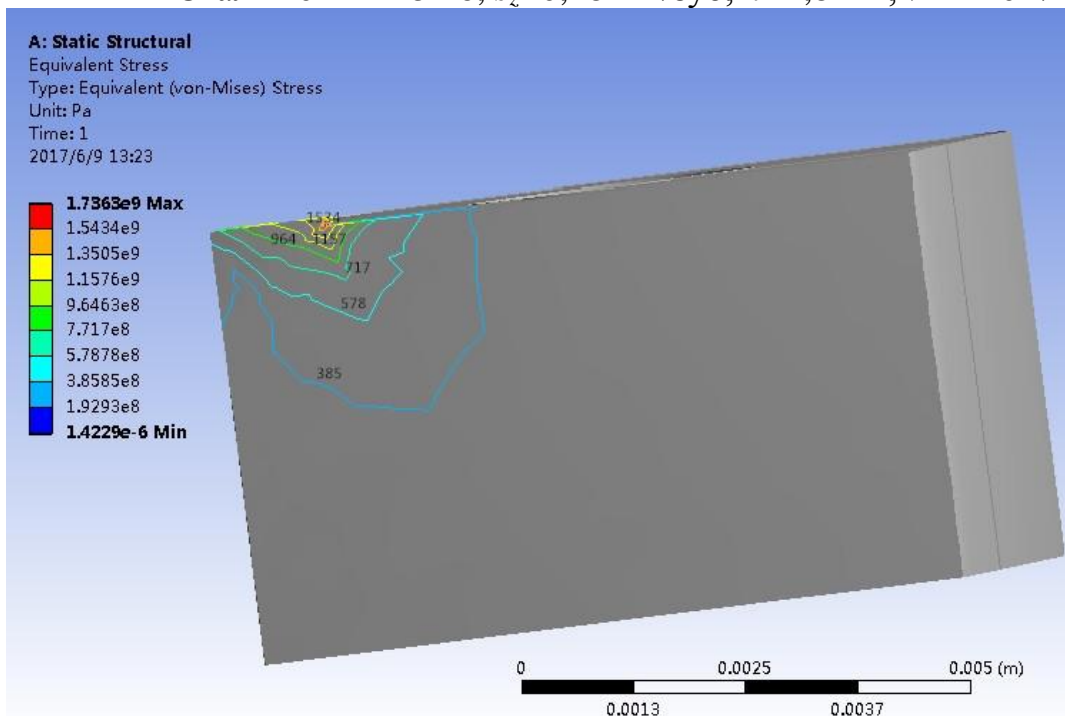 A: Static Structural
Equivalent Stress
Type: Equivalent (von-Mises) Stress
Unit: Pa
Time: 1
2017/6/9 13:23
1.7363e9 Max
1.5434e9
1.3505e9
1.1576e9
9.6463e8
7.717e8
5.7878e8
3.8585e8
1.9293e8
1.4229e-6 Min
1534
964
1157
717
578
385
0
0.0025
0.005 (m)
0.0013
0.0037